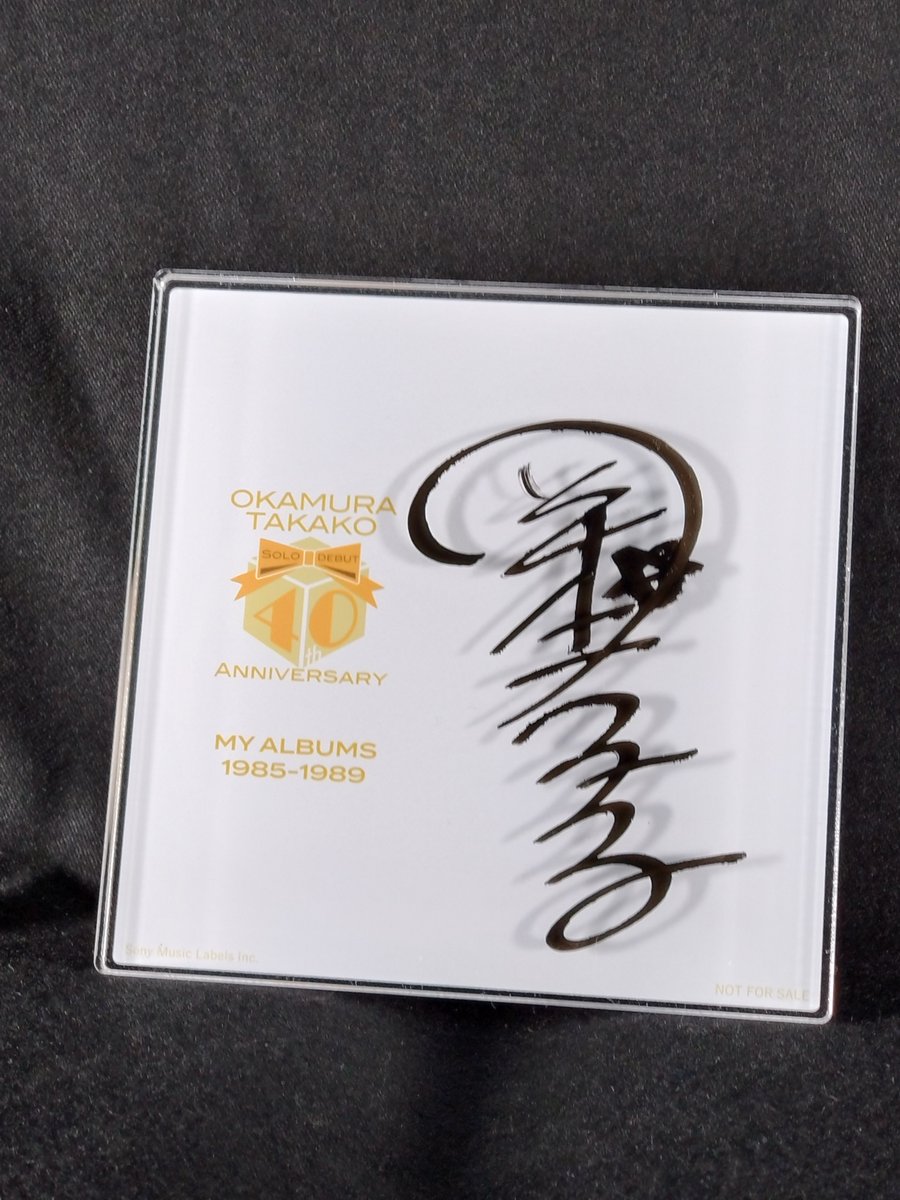 OKAMURA
TAKAKO
SOLO DEBUT
40th
ANNIVERSARY
MY ALBUMS
1985-1989
Sony Music Labels Inc.
NOT FOR SALE